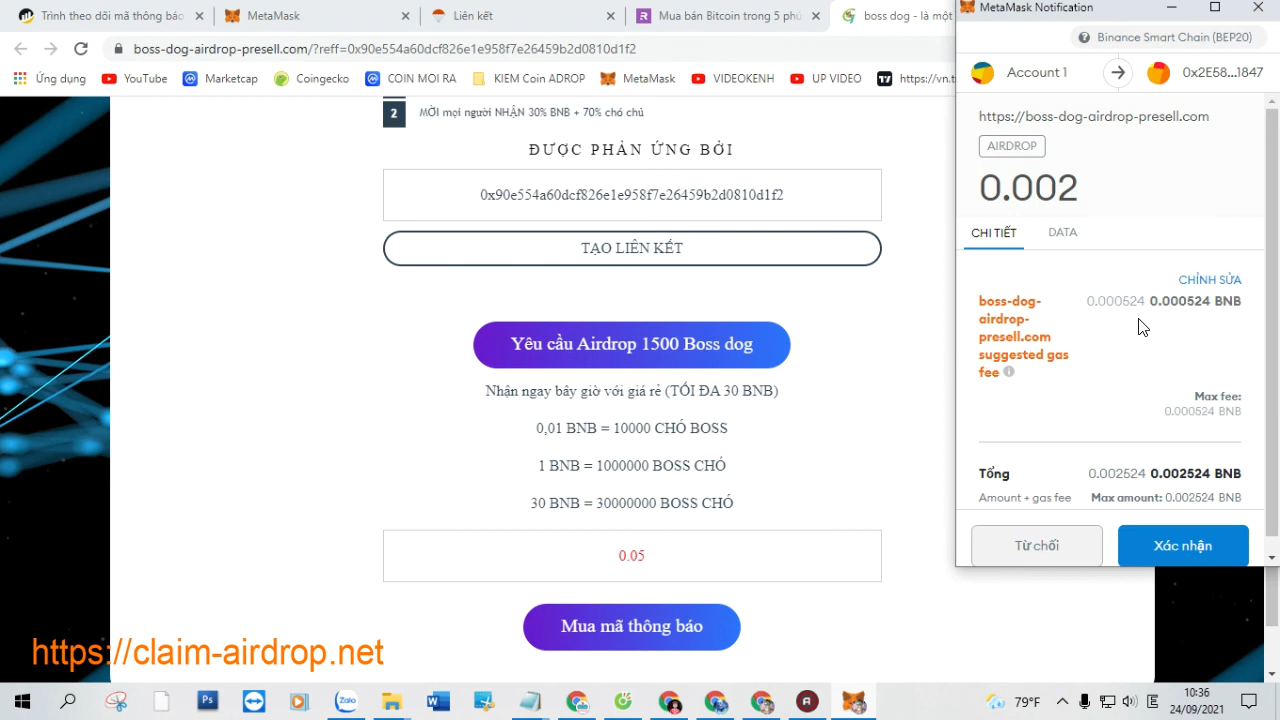 Trình theo dõi mã thông báo
MetaMask
liên kết
Mua bán Bitcoin trong 5 phú
boss dog - là một
boss-dog-airdrop-presell.com/?reff=0x90e554a60dcf826e1e958f7e26459b2d0810d1f2
Ứng dụng
YouTube
Marketcap
Coingecko
COIN MOI RA
KIEM Coin ADROP
MetaMask
VIDEOKENH
UP VIDEO
https://vn.t
2 MỜI mọi người NHẬN 30% BNB + 70% chó chủ
ĐƯỢC PHẢN ỨNG BỞI
0x90e554a60dcf826e1e958f7e26459b2d0810d1f2
TẠO LIÊN KẾT
Yêu cầu Airdrop 1500 Boss dog
Nhận ngay bây giờ với giá rẻ (TỐI ĐA 30 BNB)
0,01 BNB = 10000 CHÓ BOSS
1 BNB = 1000000 BOSS CHÓ
30 BNB = 30000000 BOSS CHÓ
0.05
Mua mã thông báo
https://claim-airdrop.net
MetaMask Notification
Binance Smart Chain (BEP20)
Account 1
0x2E58...1847
https://boss-dog-airdrop-presell.com
AIRDROP
0.002
CHI TIẾT
DATA
CHỈNH SỬA
boss-dog-
airdrop-
presell.com
suggested gas
fee
0.000524 0.000524 BNB
Max fee:
0.000524 BNB
Tổng
0.002524 0.002524 BNB
Amount + gas fee
Max amount: 0.002524 BNB
Từ chối
Xác nhận
Zalo
79°F
10:36
24/09/2021